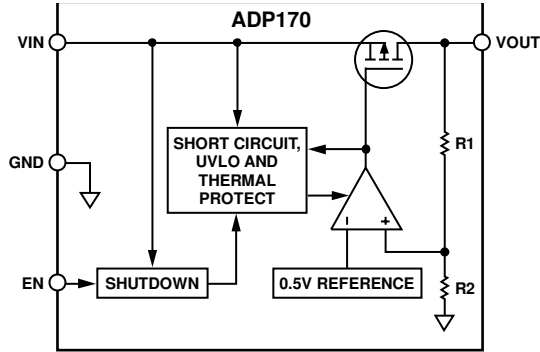 ADP170
VIN
VOUT
SHORT CIRCUIT,
UVLO AND
THERMAL
PROTECT
R1
GND
EN
SHUTDOWN
0.5V REFERENCE
R2